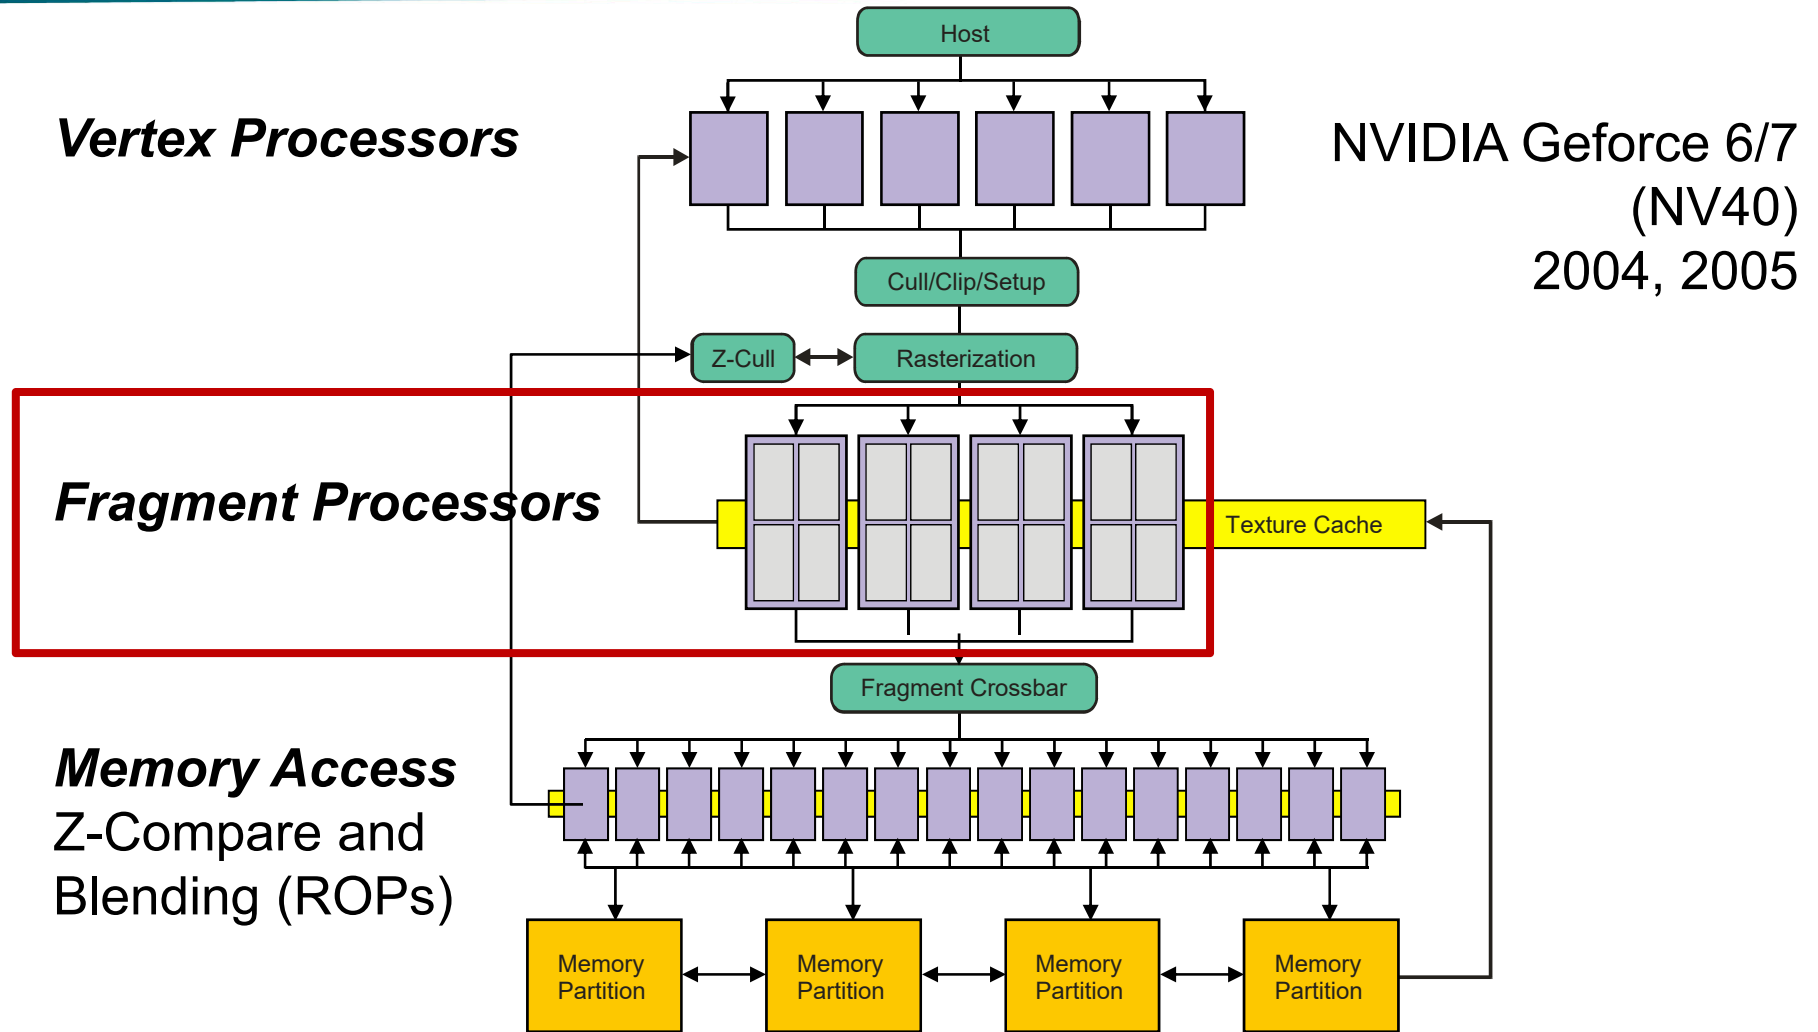 Host
Vertex Processors
NVIDIA Geforce 6/7
(NV40)
2004, 2005
Cull/Clip/Setup
Z-Cull
Rasterization
Fragment Processors
Texture Cache
Fragment Crossbar
Memory Access
Z-Compare and
Blending (ROPs)
Memory
Partition
Memory
Partition
Memory
Partition
Memory
Partition